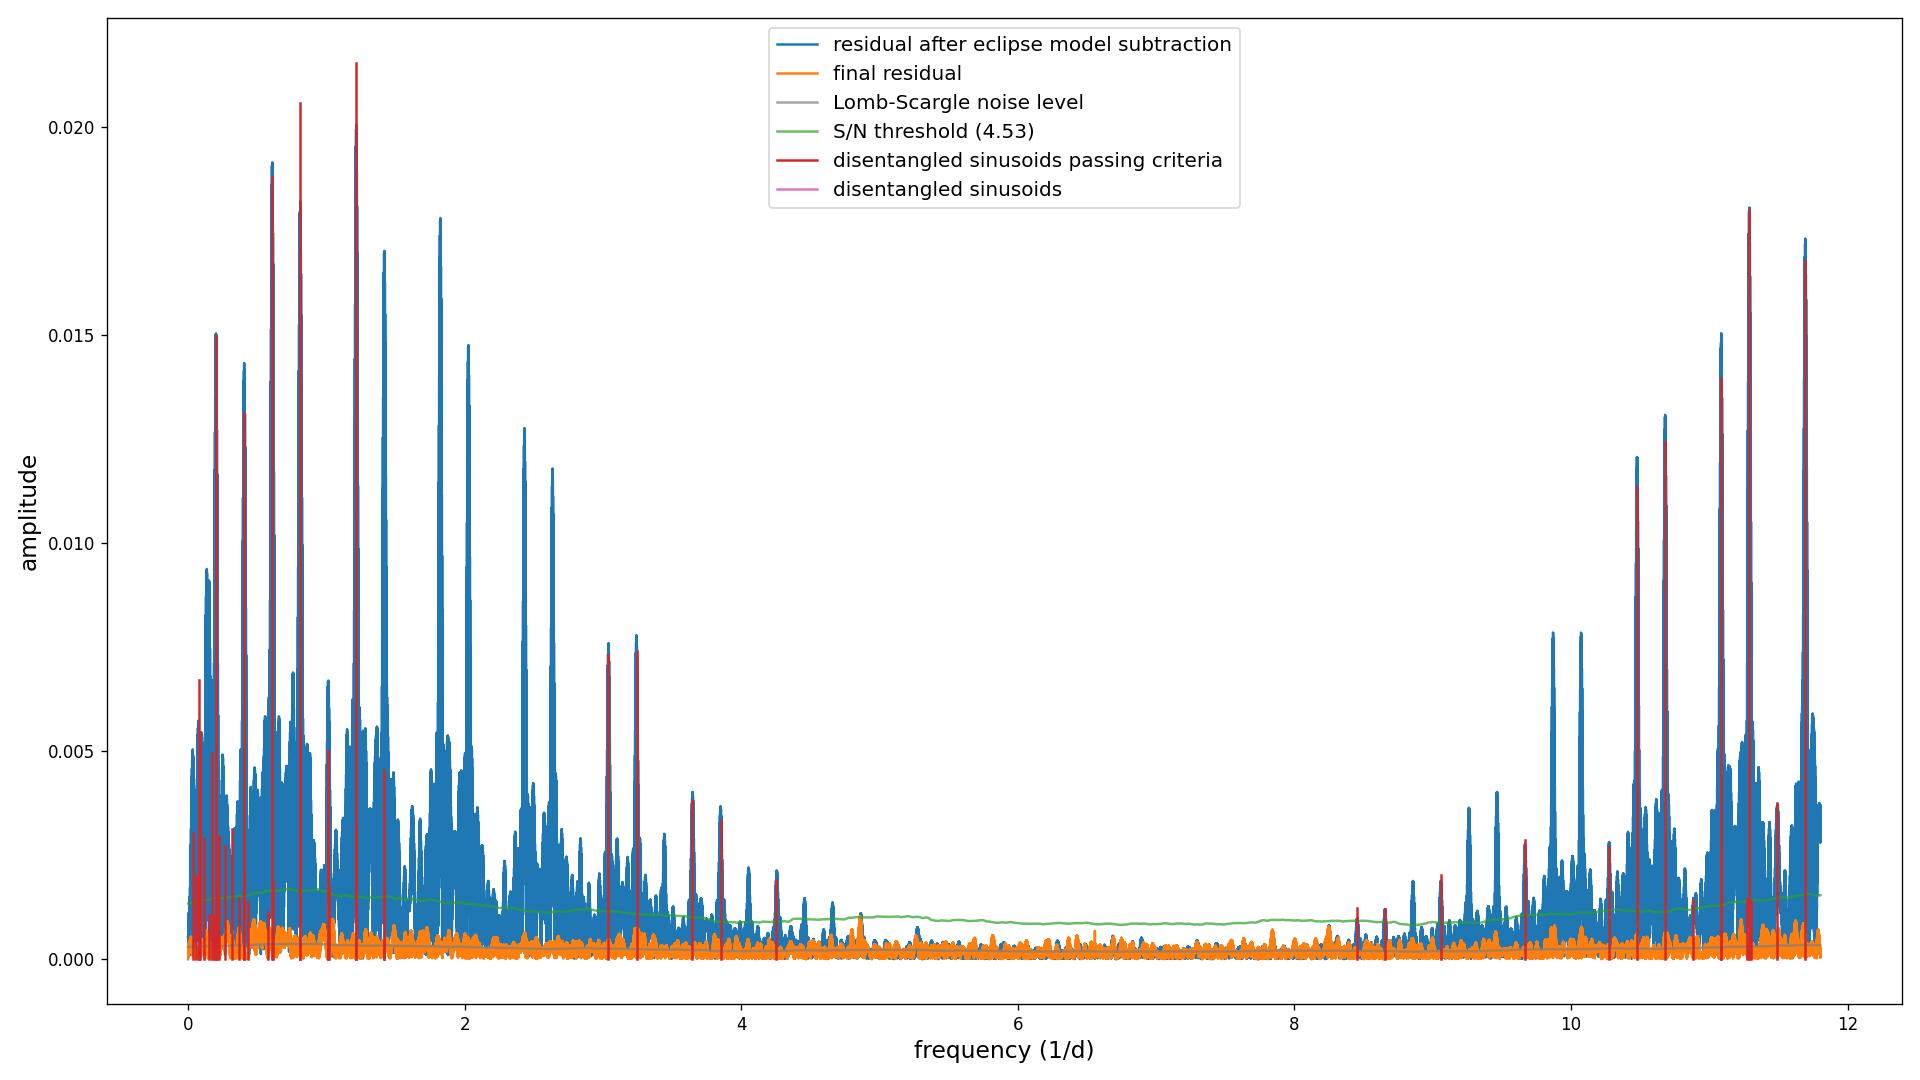 residual after eclipse model subtraction
final residual
Lomb-Scargle noise level
S/N threshold (4.53)
disentangled sinusoids passing criteria
disentangled sinusoids
0.020
0.015
0.010
0.005
0.000
amplitude
0 2 4 6 8 10 12
frequency (1/d)